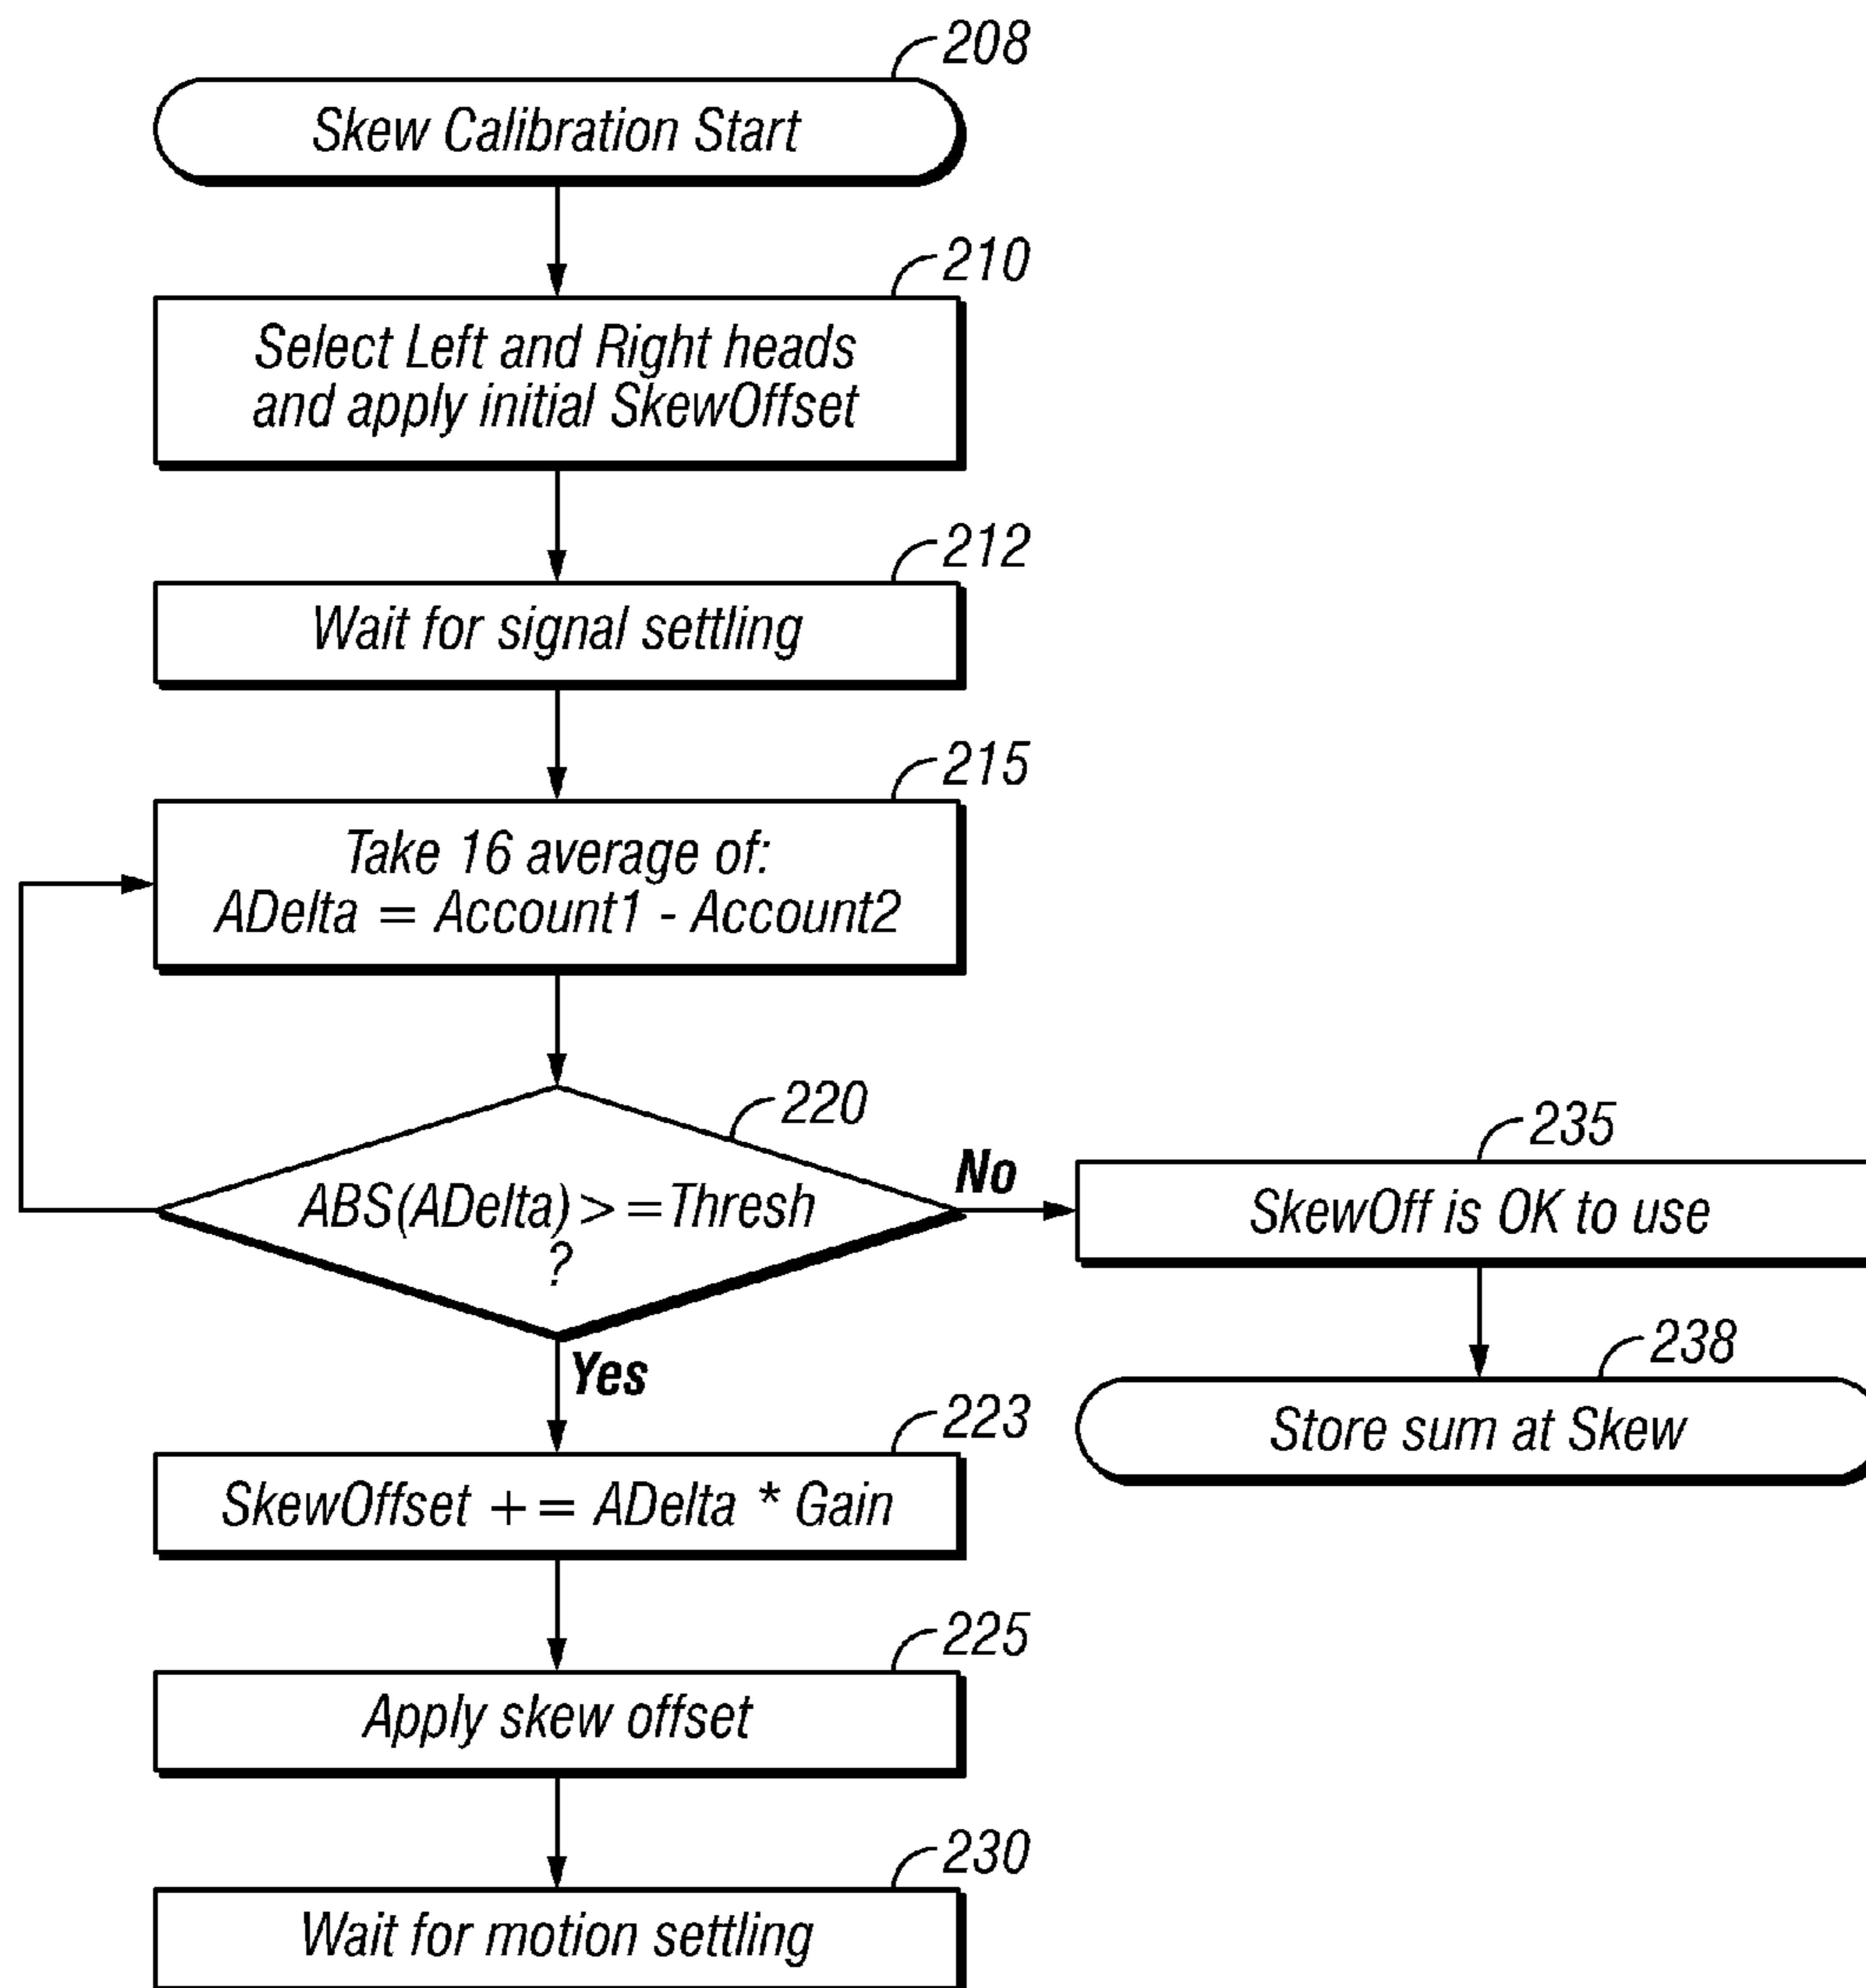 208
Skew Calibration Start
210
Select Left and Right heads
and apply initial SkewOffset
212
Wait for signal settling
215
Take 16 average of:
ADelta = Account1 - Account2
220
ABS(ADelta) > = Thresh
?
No
235
SkewOff is OK to use
238
Store sum at Skew
Yes
223
SkewOffset + = ADelta * Gain
225
Apply skew offset
230
Wait for motion settling